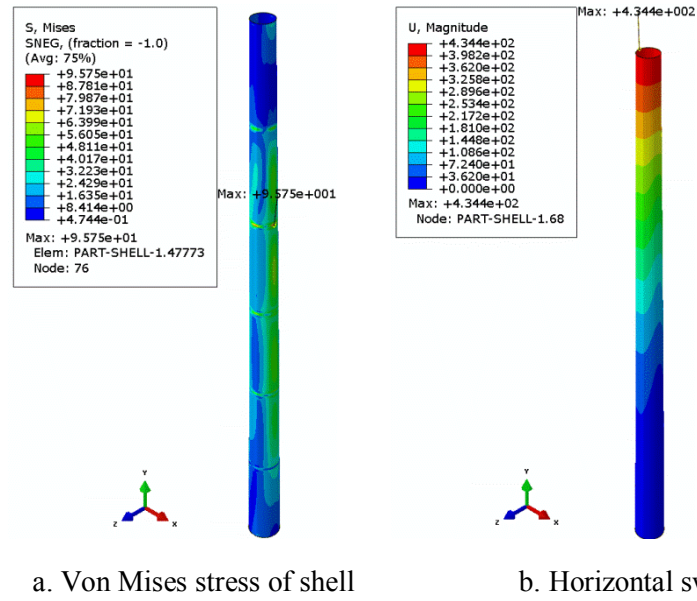 S, Mises
SNEG, (fraction = -1.0)
(Avg: 75%)
+9.575e+01
+8.781e+01
+7.987e+01
+7.193e+01
+6.399e+01
+5.605e+01
+4.811e+01
+4.017e+01
+3.223e+01
+2.429e+01
+1.635e+01
+8.414e+00
+4.744e-01
Max: +9.575e+01
Elem: PART-SHELL-1.47773
Node: 76
Max: +9.575e+001
Y
Z
X
Max: +4.344e+002
U, Magnitude
+4.344e+02
+3.982e+02
+3.620e+02
+3.258e+02
+2.896e+02
+2.534e+02
+2.172e+02
+1.810e+02
+1.448e+02
+1.086e+02
+7.240e+01
+3.620e+01
+0.000e+00
Max: +4.344e+02
Node: PART-SHELL-1.68
Y
Z
X
a. Von Mises stress of shell
b. Horizontal